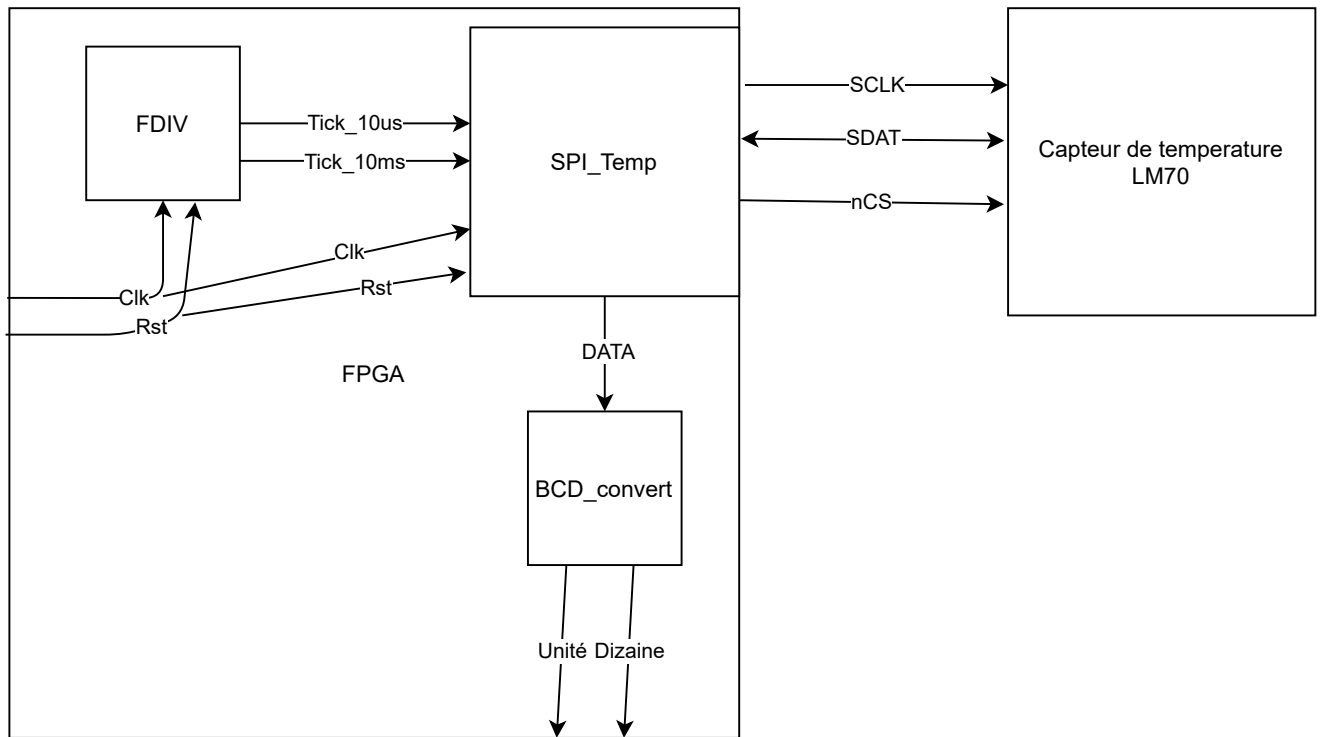 FDIV
Tick_10us
Tick_10ms
SPI_Temp
SCLK
SDAT
nCS
Capteur de temperature
LM70
Clk
Clk
Rst
Rst
FPGA
DATA
BCD_convert
Unité
Dizaine